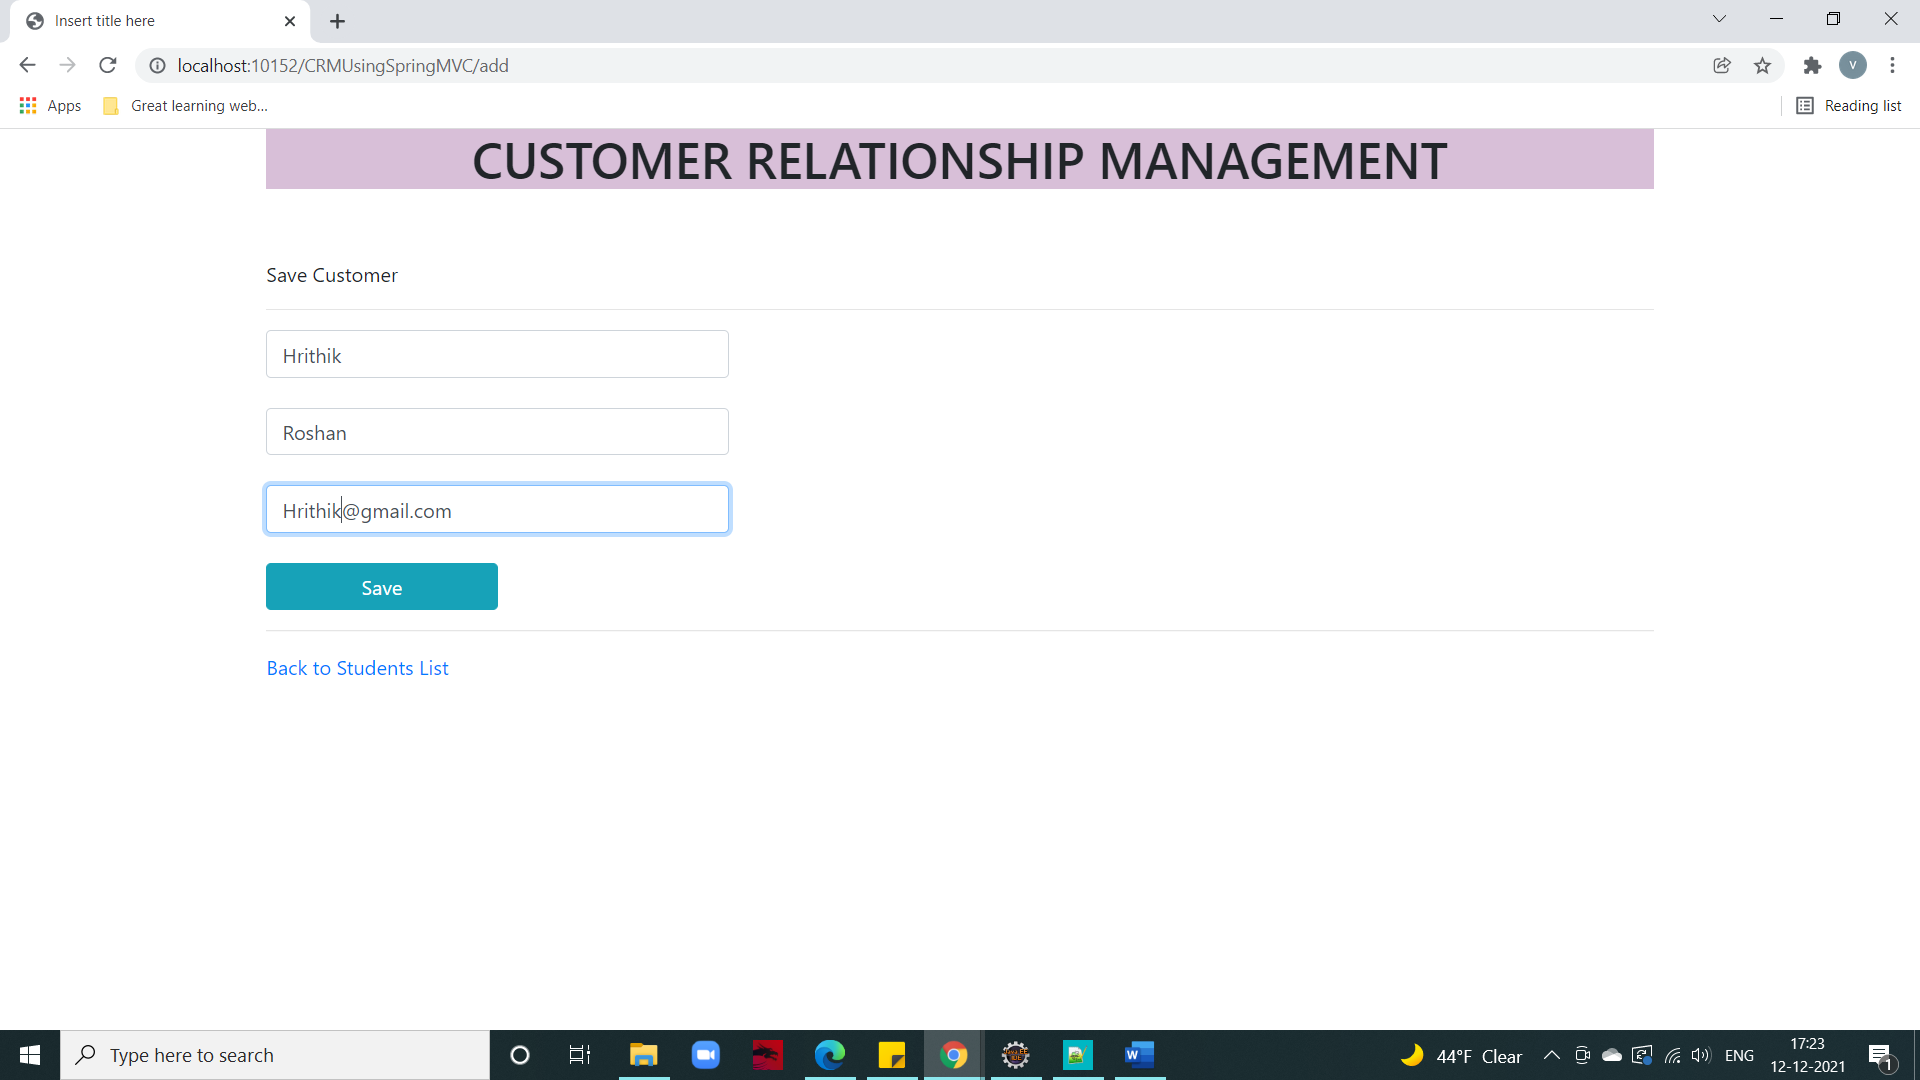 Insert title here
localhost:10152/CRMUsingSpringMVC/add
V
Apps
Great learning web...
Reading list
CUSTOMER RELATIONSHIP MANAGEMENT
Save Customer
Hrithik
Roshan
Hrithik@gmail.com
Save
Back to Students List
Type here to search
44°F Clear
ENG
17:23
12-12-2021
1